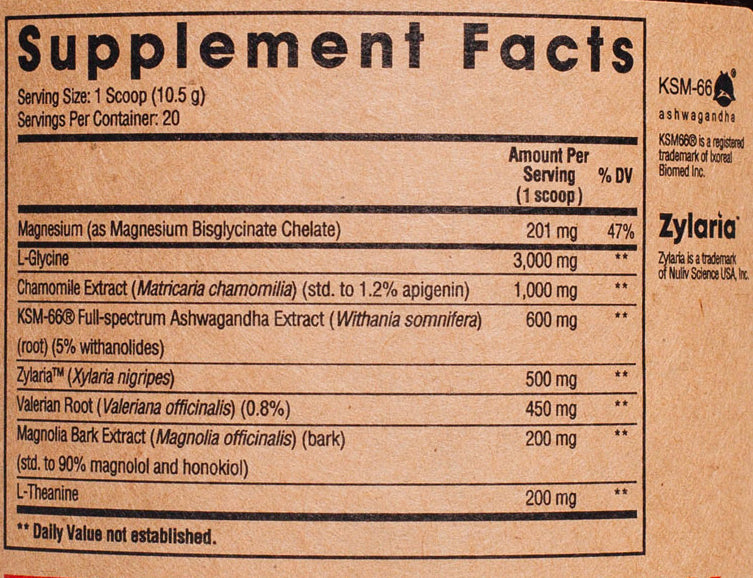 Supplement Facts
Serving Size: 1 Scoop (10.5 g)
Servings Per Container: 20
Amount Per
Serving % DV
(1 scoop)
Magnesium (as Magnesium Bisglycinate Chelate) 201 mg 47%
L-Glycine 3,000 mg **
Chamomile Extract (Matricaria chamomilia) (std. to 1.2% apigenin) 1,000 mg **
KSM-66® Full-spectrum Ashwagandha Extract (Withania somnifera) 600 mg **
(root) (5% withanolides)
Zylaria™ (Xylaria nigripes) 500 mg **
Valerian Root (Valeriana officinalis) (0.8%) 450 mg **
Magnolia Bark Extract (Magnolia officinalis) (bark) 200 mg **
(std. to 90% magnolol and honokiol)
L-Theanine 200 mg **
** Daily Value not established.
KSM-66®
ashwagandha
KSM66® is a registered
trademark of Ixoreal
Biomed Inc.
Zylaria
Zylaria is a trademark
of Nuliv Science USA, Inc.